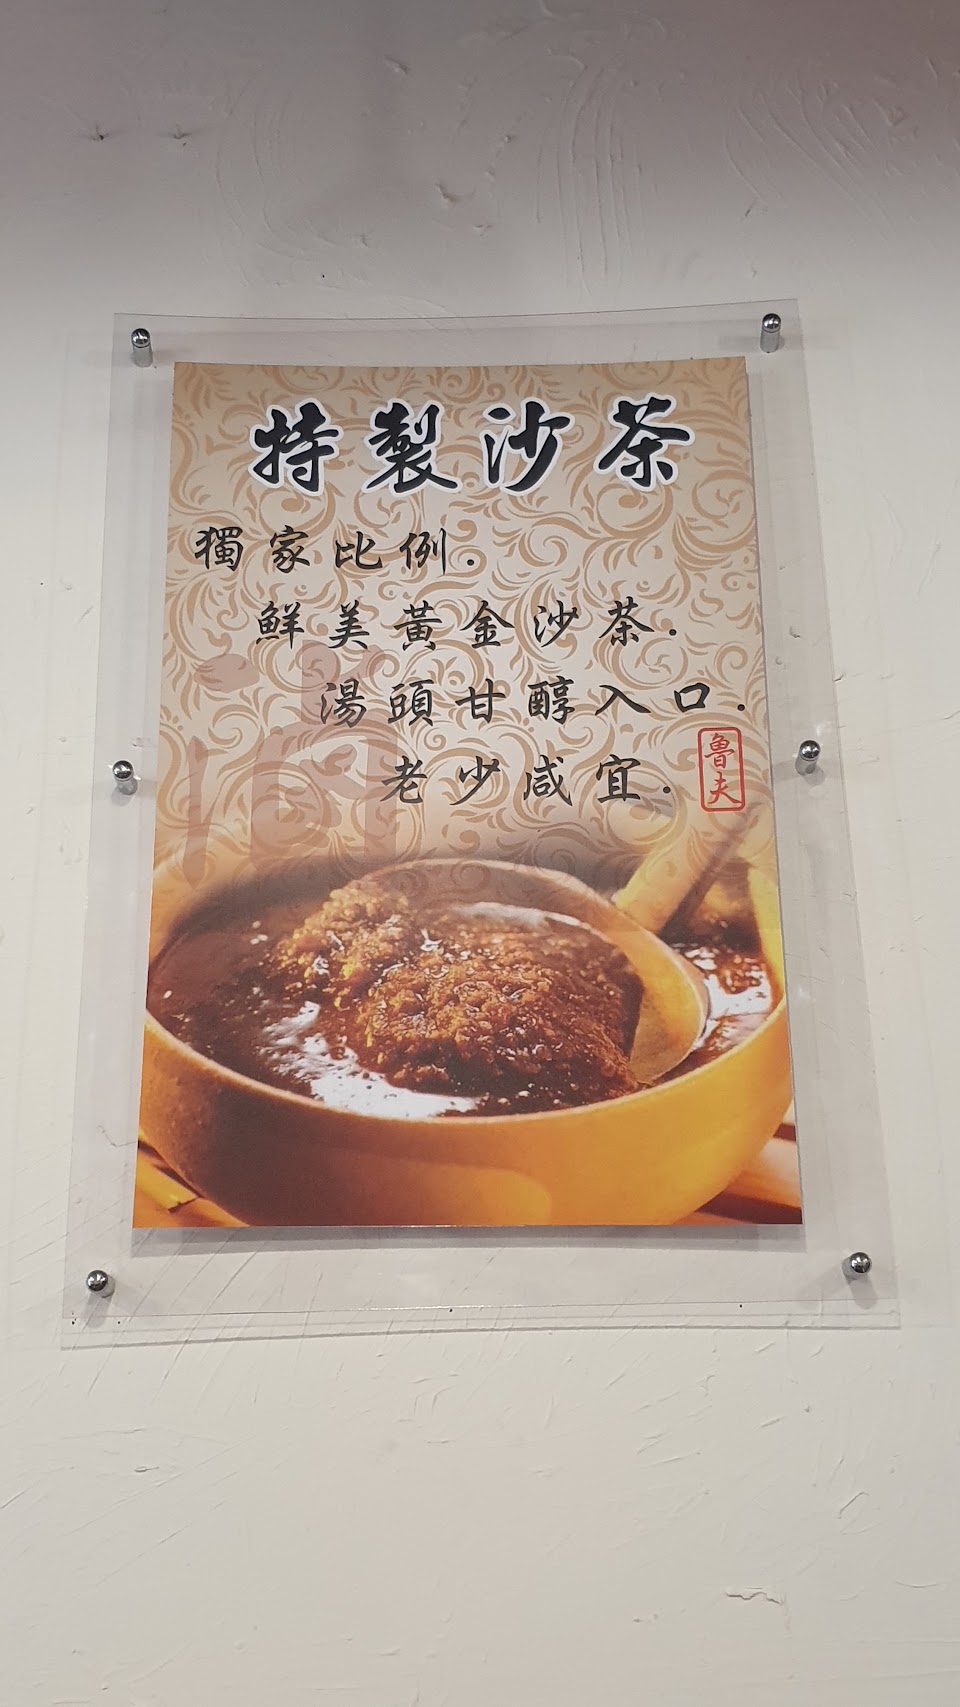 特製沙茶
獨家比例.
鮮美黃金沙茶.
湯頭甘醇入口.
老少咸宜.
魯夫